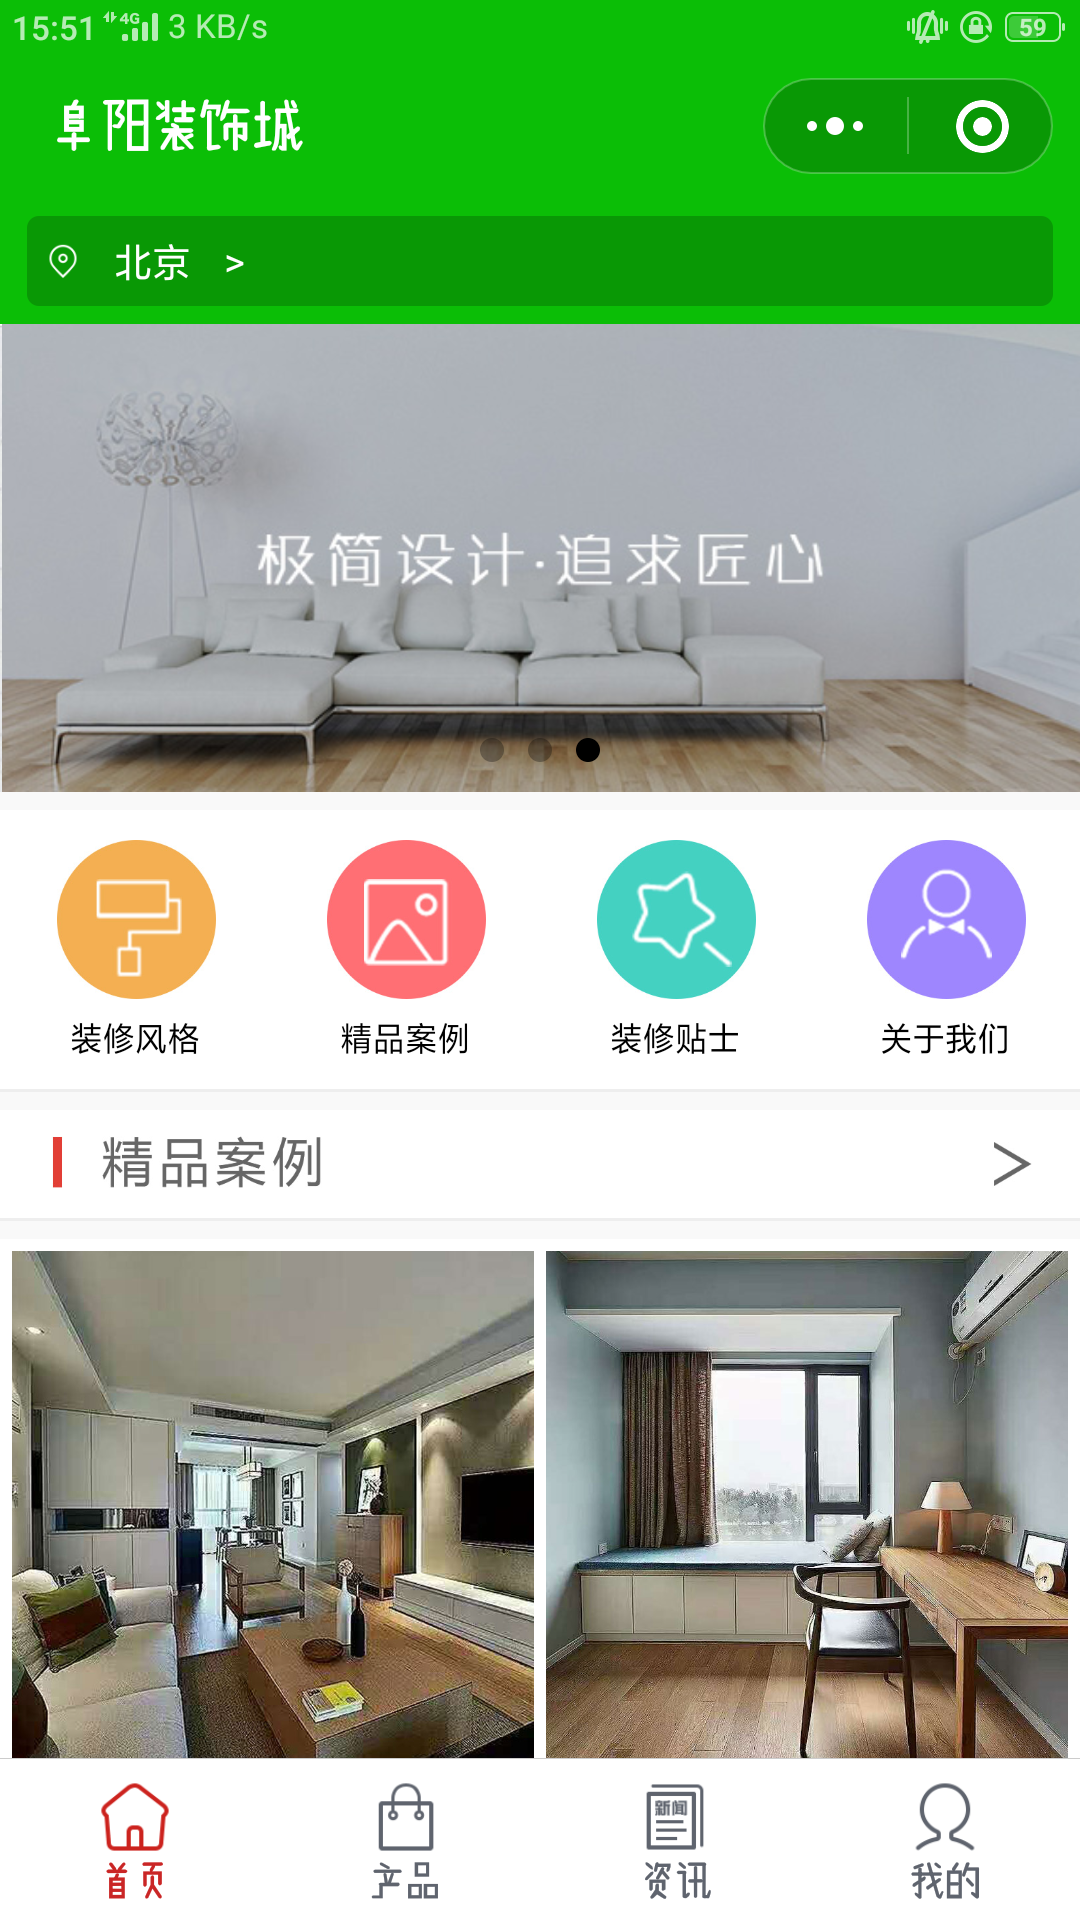 15:51 4G 3 KB/s 59
阜阳装饰城
北京 >
极简设计·追求匠心
装修风格 精品案例 装修贴士 关于我们
精品案例 >
新闻
首页 产品 资讯 我的